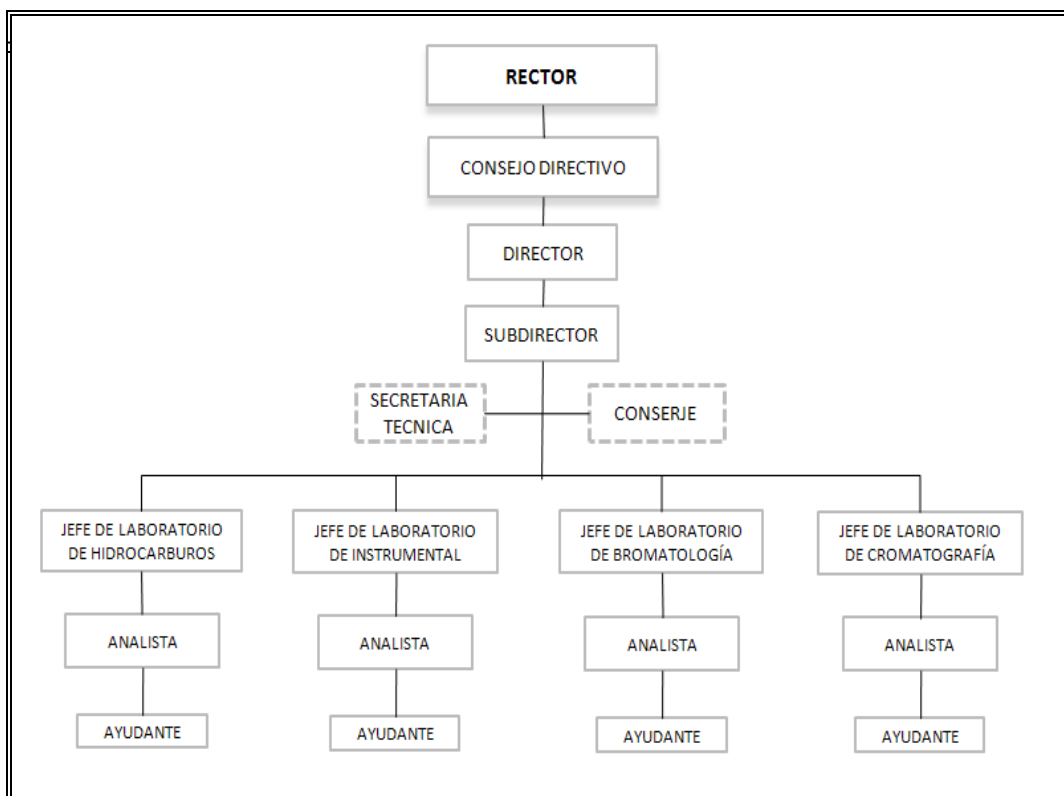 RECTOR
CONSEJO DIRECTIVO
DIRECTOR
SUBDIRECTOR
SECRETARIA
TECNICA
CONSERJE
JEFE DE LABORATORIO
DE HIDROCARBUROS
JEFE DE LABORATORIO
DE INSTRUMENTAL
JEFE DE LABORATORIO
DE BROMATOLOGÍA
JEFE DE LABORATORIO
DE CROMATOGRAFÍA
ANALISTA
ANALISTA
ANALISTA
ANALISTA
AYUDANTE
AYUDANTE
AYUDANTE
AYUDANTE